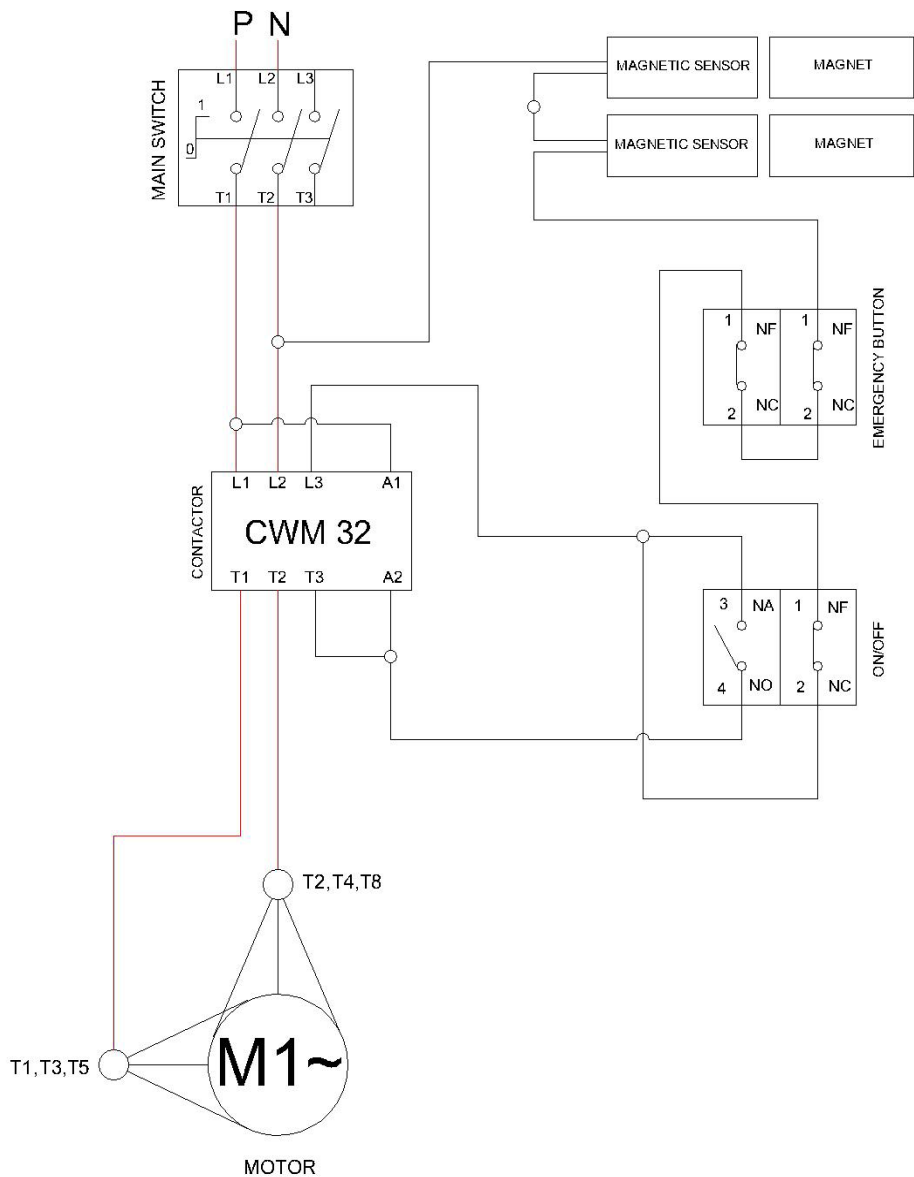 P N
MAIN SWITCH
L1 L2 L3
1
0
T1 T2 T3
MAGNETIC SENSOR MAGNET
MAGNETIC SENSOR MAGNET
EMERGENCY BUTTON
1 NF 1 NF
2 NC 2 NC
CONTACTOR
L1 L2 L3 A1
CWM 32
T1 T2 T3 A2
ON/OFF
3 NA 1 NF
4 NO 2 NC
T2,T4,T8
T1,T3,T5
M1~
MOTOR